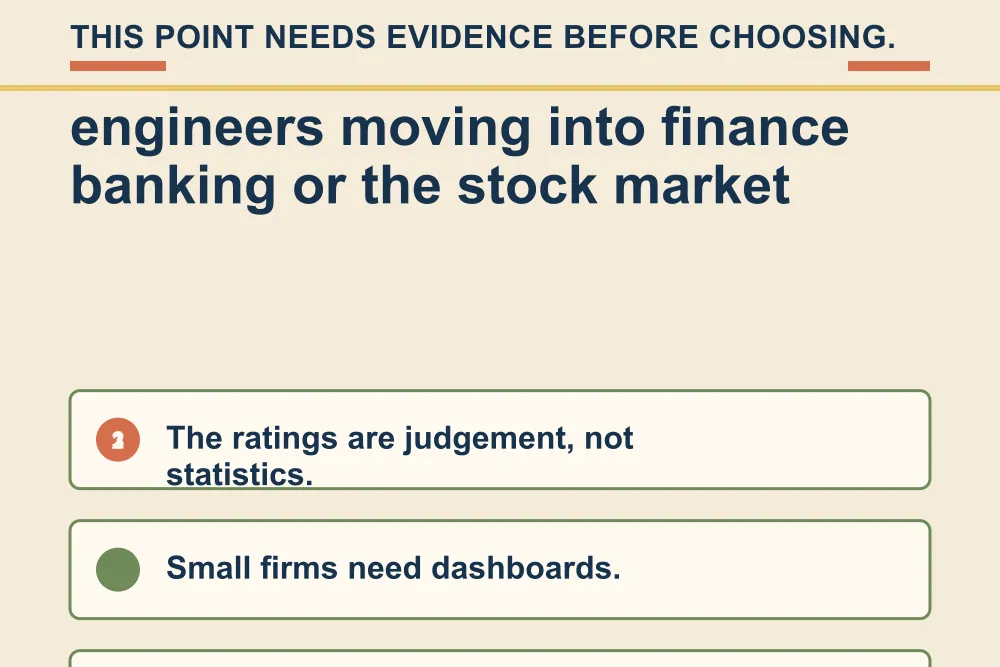 THIS POINT NEEDS EVIDENCE BEFORE CHOOSING.
engineers moving into finance
banking or the stock market
The ratings are judgement, not
statistics.
Small firms need dashboards.